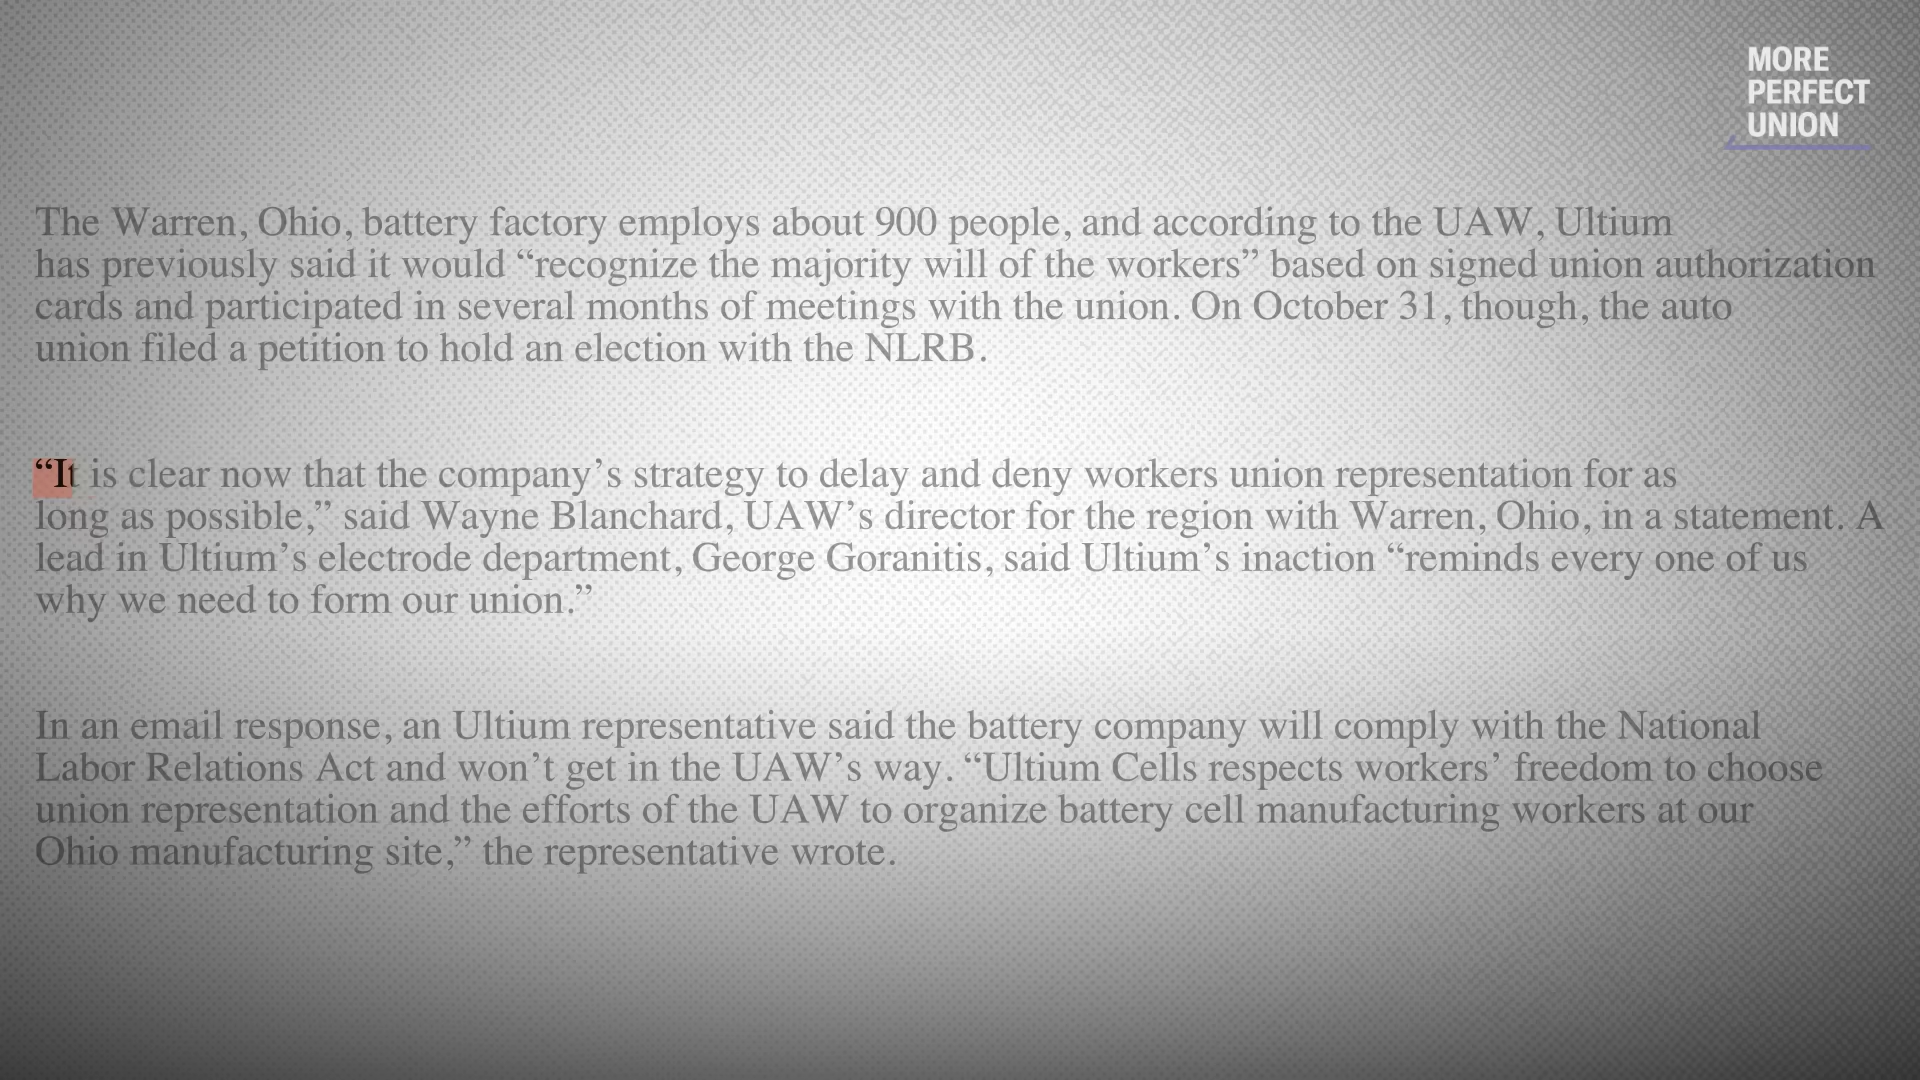 MORE
PERFECT
UNION
The Warren, Ohio, battery factory employs about 900 people, and according to the UAW, Ultium
has previously said it would “recognize the majority will of the workers” based on signed union authorization
cards and participated in several months of meetings with the union. On October 31, though, the auto
union filed a petition to hold an election with the NLRB.
“It is clear now that the company’s strategy to delay and deny workers union representation for as
long as possible,” said Wayne Blanchard, UAW’s director for the region with Warren, Ohio, in a statement. A
lead in Ultium’s electrode department, George Goranitis, said Ultium’s inaction “reminds every one of us
why we need to form our union.”
In an email response, an Ultium representative said the battery company will comply with the National
Labor Relations Act and won’t get in the UAW’s way. “Ultium Cells respects workers’ freedom to choose
union representation and the efforts of the UAW to organize battery cell manufacturing workers at our
Ohio manufacturing site,” the representative wrote.